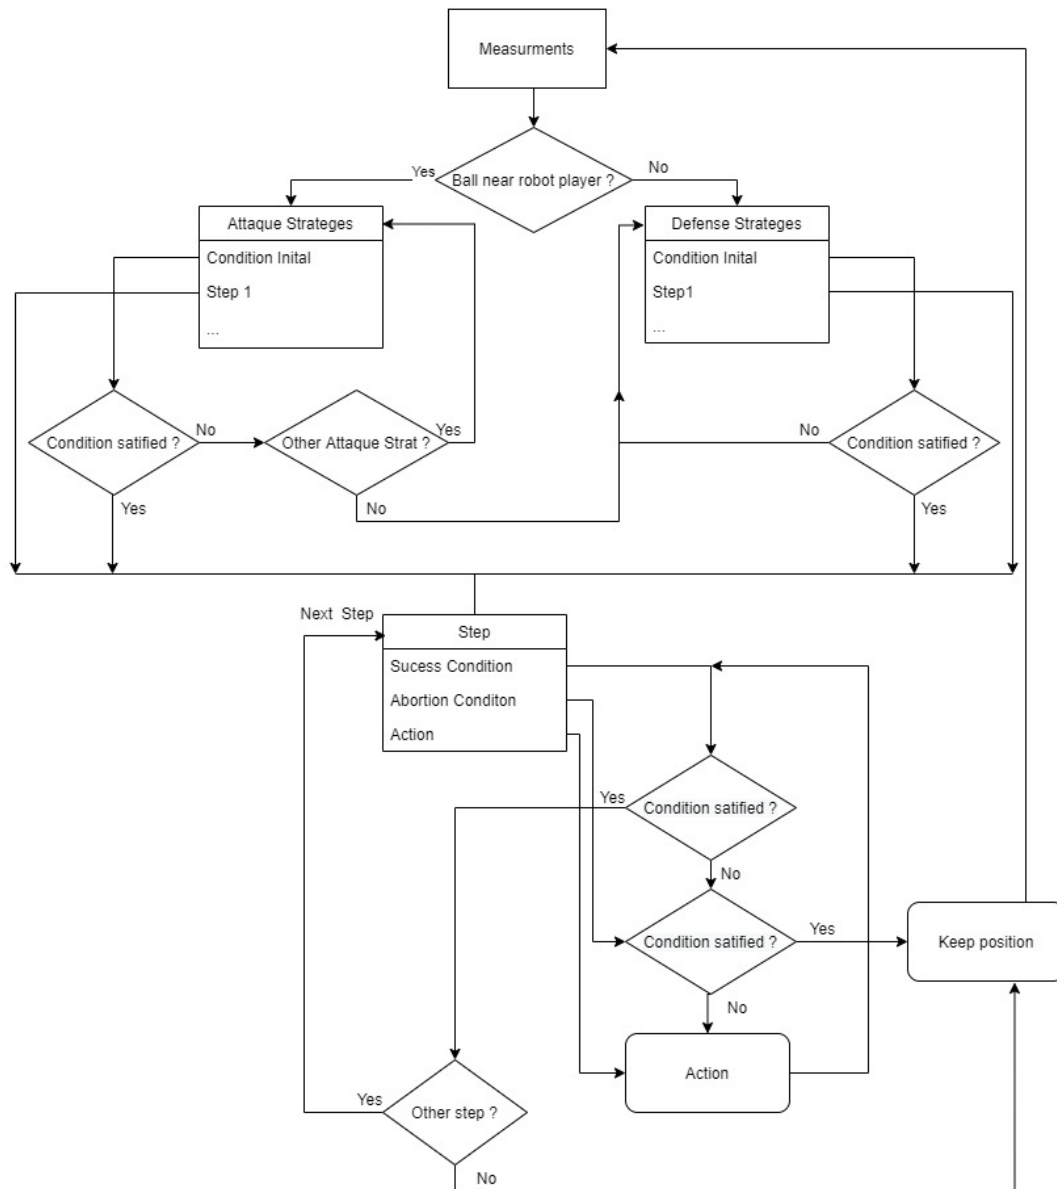 Measurments
Yes
Ball near robot player ?
No
Attaque Strateges
Condition Inital
Step 1
...
Defense Strateges
Condition Inital
Step1
...
Condition satified ?
No
Other Attaque Strat ?
Yes
No
Condition satified ?
Yes
No
Yes
Next Step
Step
Sucess Condition
Abortion Conditon
Action
Yes
Condition satified ?
No
Condition satified ?
Yes
Keep position
No
Action
Yes
Other step ?
No